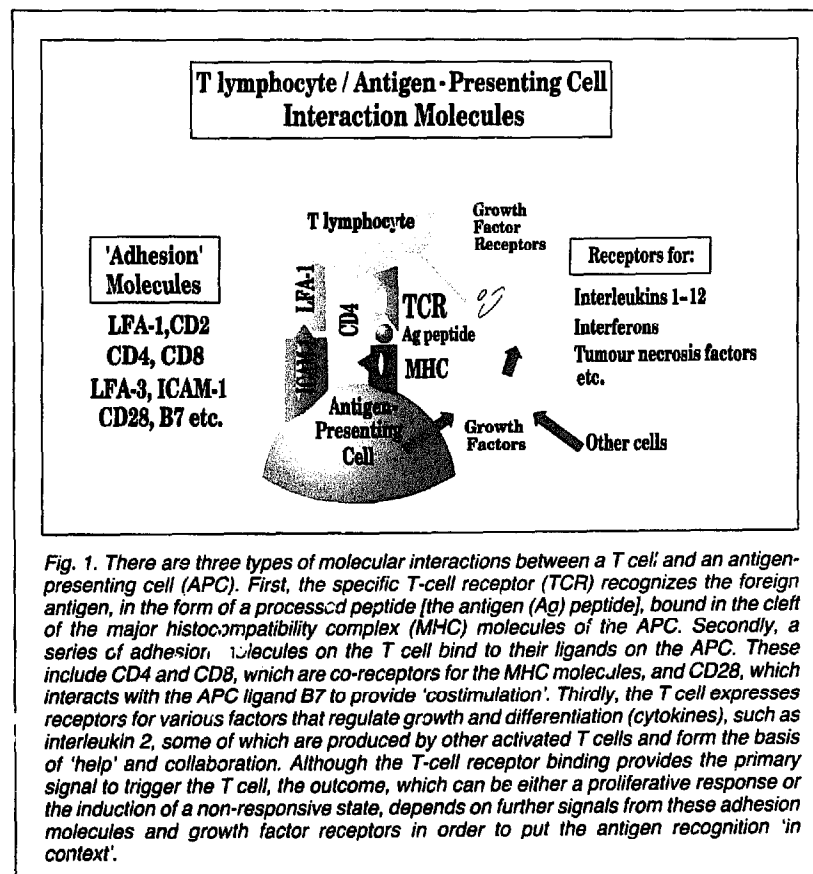 T lymphocyte / Antigen-Presenting Cell
Interaction Molecules
'Adhesion'
Molecules
LFA-1,CD2
CD4, CD8
LFA-3, ICAM-1
CD28, B7 etc.
T lymphocyte
Growth
Factor
Receptors
LFA-1
CD4
TCR
Ag peptide
ICAM-1
MHC
Antigen-
Presenting
Cell
Growth
Factors
Other cells
Receptors for:
Interleukins 1-12
Interferons
Tumour necrosis factors
etc.
Fig. 1. There are three types of molecular interactions between a T cell and an antigen-
presenting cell (APC). First, the specific T-cell receptor (TCR) recognizes the foreign
antigen, in the form of a processed peptide [the antigen (Ag) peptide], bound in the cleft
of the major histocompatibility complex (MHC) molecules of the APC. Secondly, a
series of adhesion molecules on the T cell bind to their ligands on the APC. These
include CD4 and CD8, which are co-receptors for the MHC molecules, and CD28, which
interacts with the APC ligand B7 to provide 'costimulation'. Thirdly, the T cell expresses
receptors for various factors that regulate growth and differentiation (cytokines), such as
interleukin 2, some of which are produced by other activated T cells and form the basis
of 'help' and collaboration. Although the T-cell receptor binding provides the primary
signal to trigger the T cell, the outcome, which can be either a proliferative response or
the induction of a non-responsive state, depends on further signals from these adhesion
molecules and growth factor receptors in order to put the antigen recognition 'in
context'.